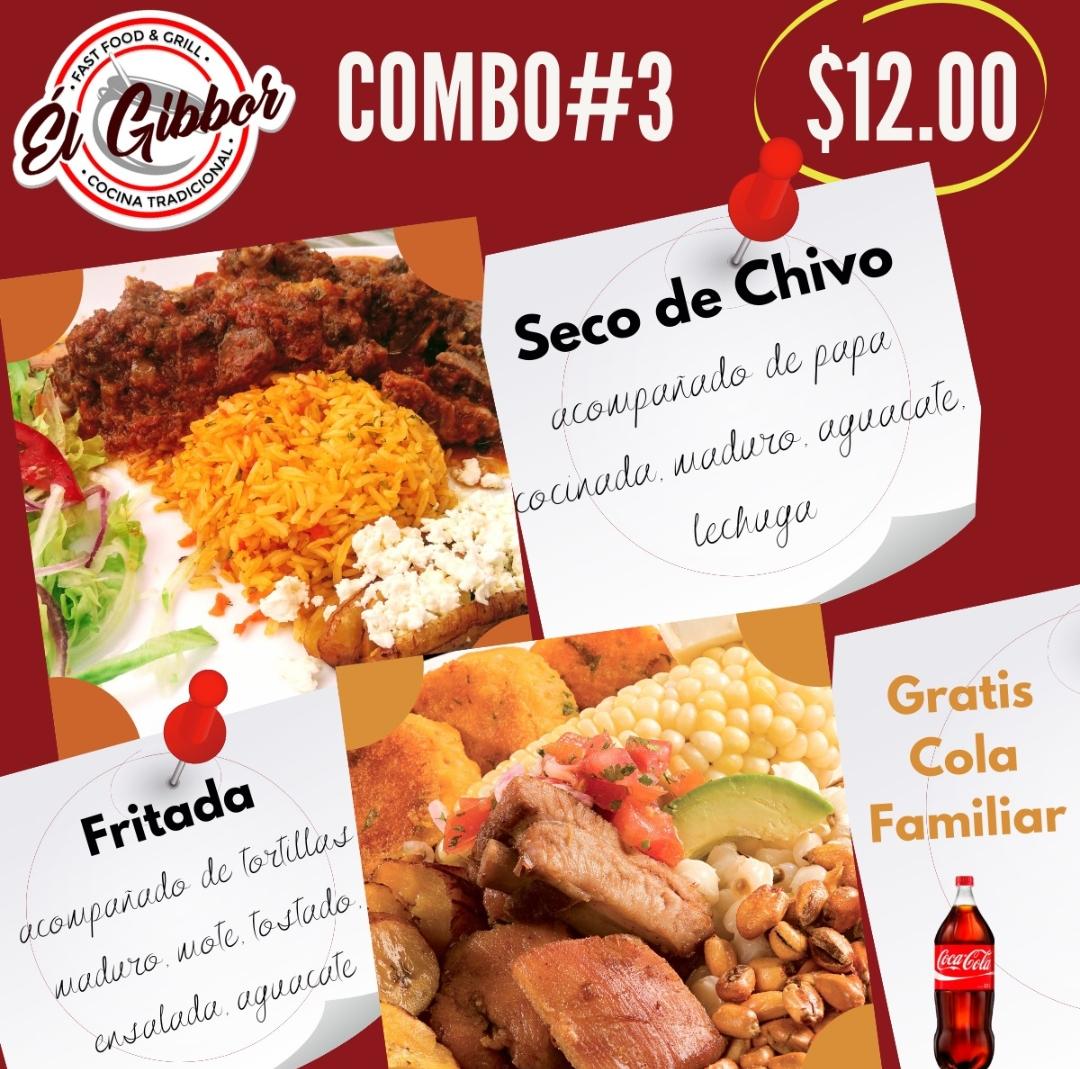 FAST FOOD & GRILL
Él Gibbor
COCINA TRADICIONAL
COMBO#3
$12.00
Seco de Chivo
acompañado de papa
cocinada, maduro, aguacate,
lechuga
Fritada
acompañado de tortillas
maduro, mote, tostado,
ensalada, aguacate
Gratis
Cola
Familiar
Coca-Cola